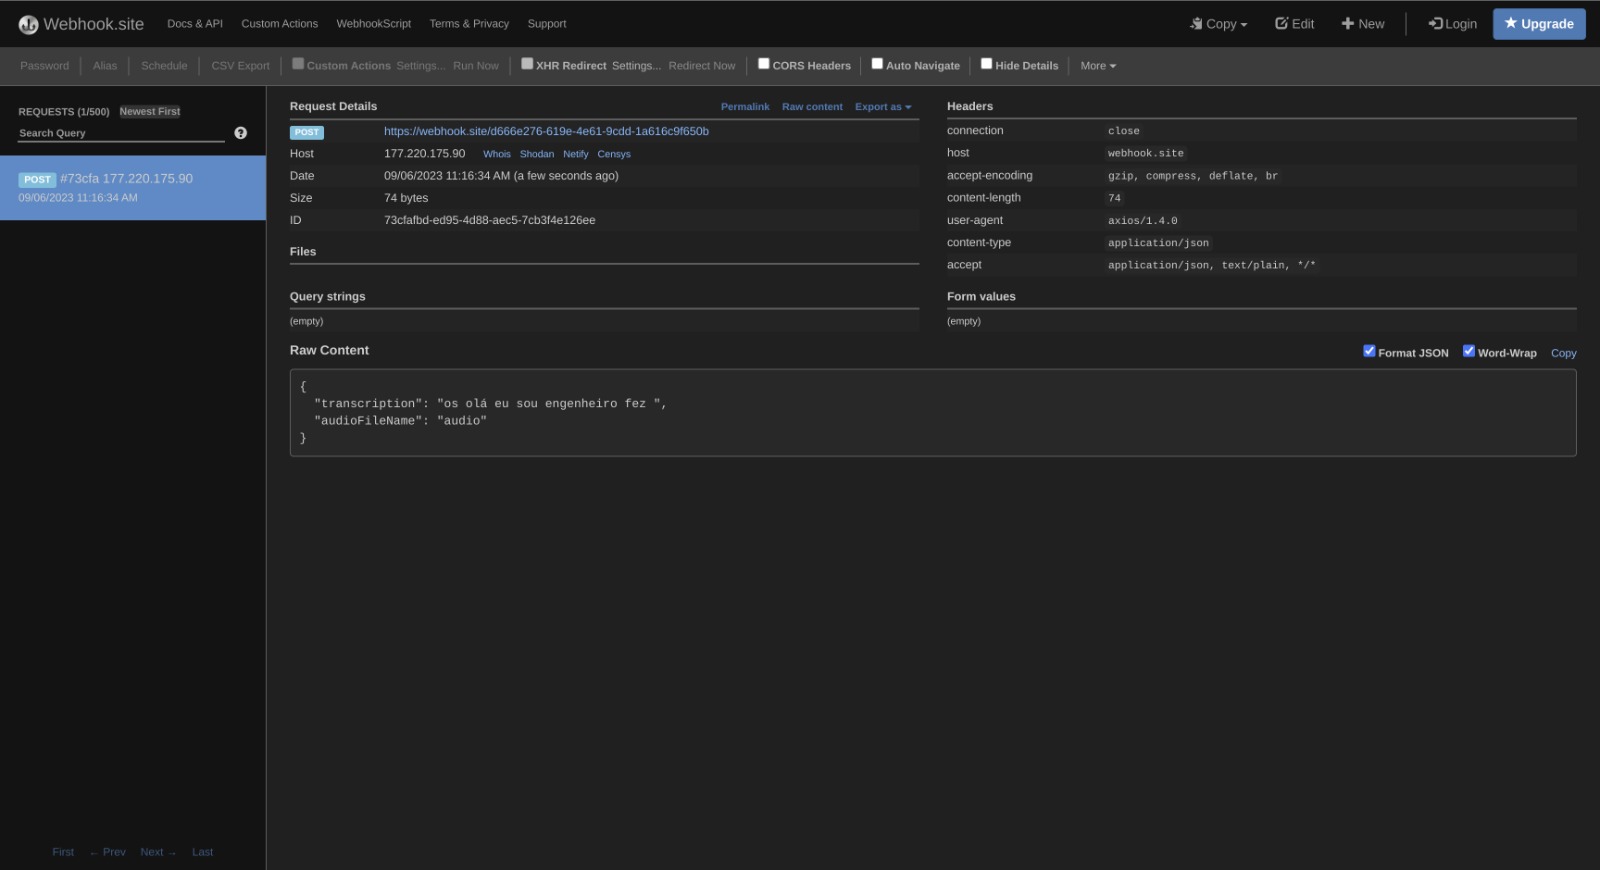 Webhook.site Docs & API Custom Actions WebhookScript Terms & Privacy Support Copy Edit New Login Upgrade
Password Alias Schedule CSV Export Custom Actions Settings... Run Now XHR Redirect Settings... Redirect Now CORS Headers Auto Navigate Hide Details More
REQUESTS (1/500) Newest First
Search Query
POST #73cfa 177.220.175.90
09/06/2023 11:16:34 AM
Request Details Permalink Raw content Export as
POST https://webhook.site/d666e276-619e-4e61-9cdd-1a616c9f650b
Host 177.220.175.90 Whois Shodan Netify Censys
Date 09/06/2023 11:16:34 AM (a few seconds ago)
Size 74 bytes
ID 73cfafbd-ed95-4d88-aec5-7cb3f4e126ee
Files
Headers
connection close
host webhook.site
accept-encoding gzip, compress, deflate, br
content-length 74
user-agent axios/1.4.0
content-type application/json
accept application/json, text/plain, */*
Query strings
(empty)
Form values
(empty)
Raw Content Format JSON Word-Wrap Copy
{
"transcription": "os olá eu sou engenheiro fez ",
"audioFileName": "audio"
}
First ← Prev Next → Last